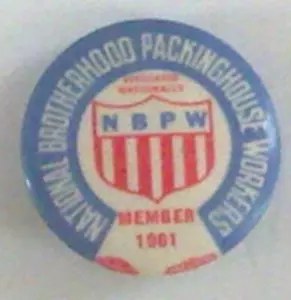 NATIONAL BROTHERHOOD PACKINGHOUSE WORKERS
NBPW
MEMBER
1961